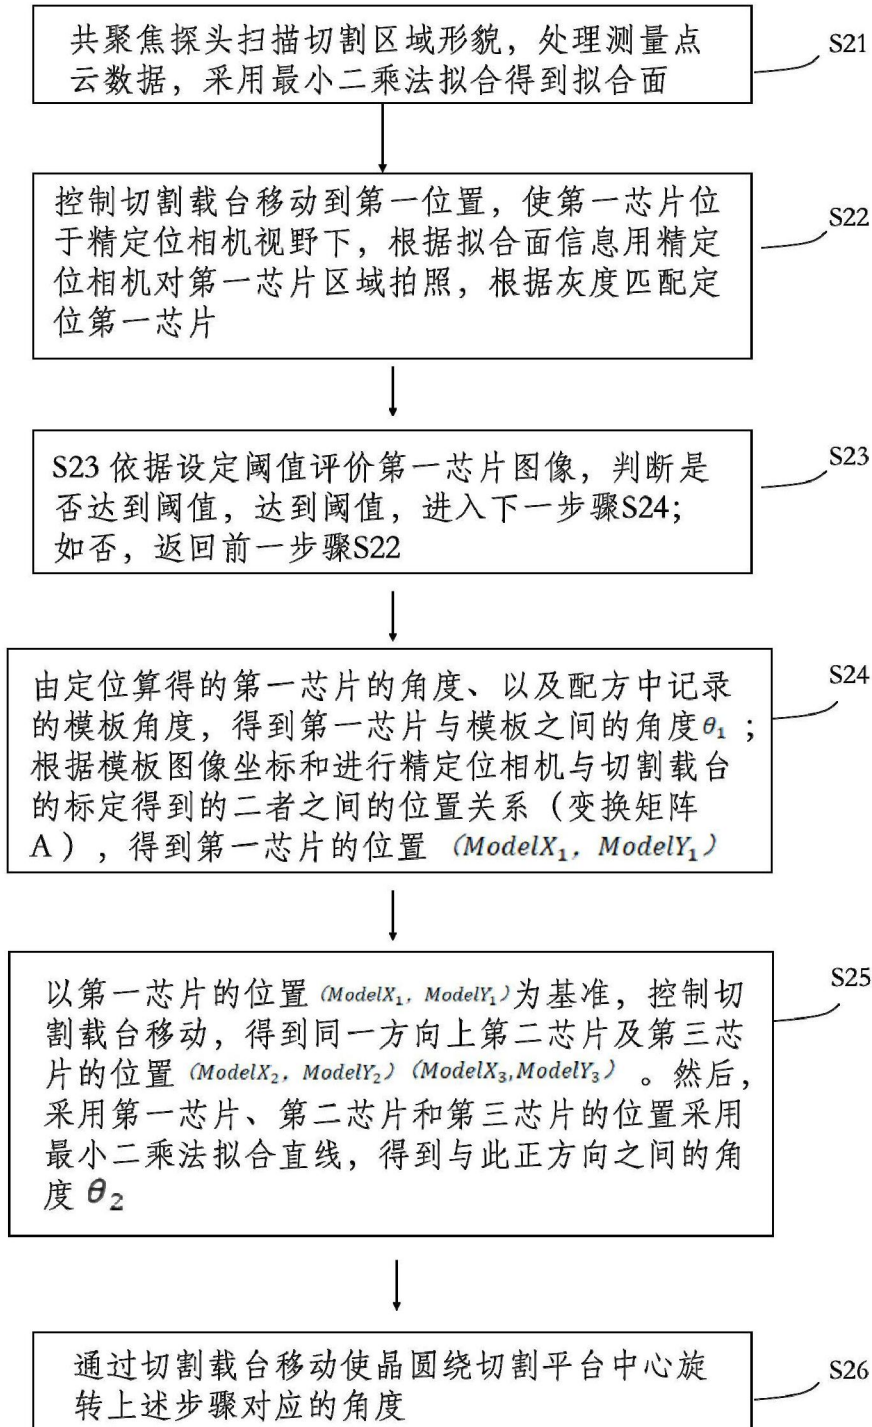 共聚焦探头扫描切割区域形貌，处理测量点
云数据，采用最小二乘法拟合得到拟合面
S21
控制切割载台移动到第一位置，使第一芯片位
于精定位相机视野下，根据拟合面信息用精定
位相机对第一芯片区域拍照，根据灰度匹配定
位第一芯片
S22
S23 依据设定阈值评价第一芯片图像，判断是
否达到阈值，达到阈值，进入下一步骤S24；
如否，返回前一步骤S22
S23
由定位算得的第一芯片的角度、以及配方中记录
的模板角度，得到第一芯片与模板之间的角度θ₁；
根据模板图像坐标和进行精定位相机与切割载台
的标定得到的二者之间的位置关系（变换矩阵
A），得到第一芯片的位置（ModelX₁，ModelY₁）
S24
以第一芯片的位置（ModelX₁，ModelY₁）为基准，控制切
割载台移动，得到同一方向上第二芯片及第三芯
片的位置（ModelX₂，ModelY₂）（ModelX₃,ModelY₃）。然后，
采用第一芯片、第二芯片和第三芯片的位置采用
最小二乘法拟合直线，得到与此正方向之间的角
度θ₂
S25
通过切割载台移动使晶圆绕切割平台中心旋
转上述步骤对应的角度
S26